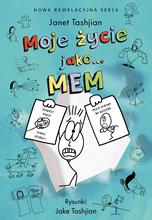 NOWA REWELACYJNA SERIA
Janet Tashjian
Moje życie
jako...
MEM
Rysunki:
Jake Tashjian